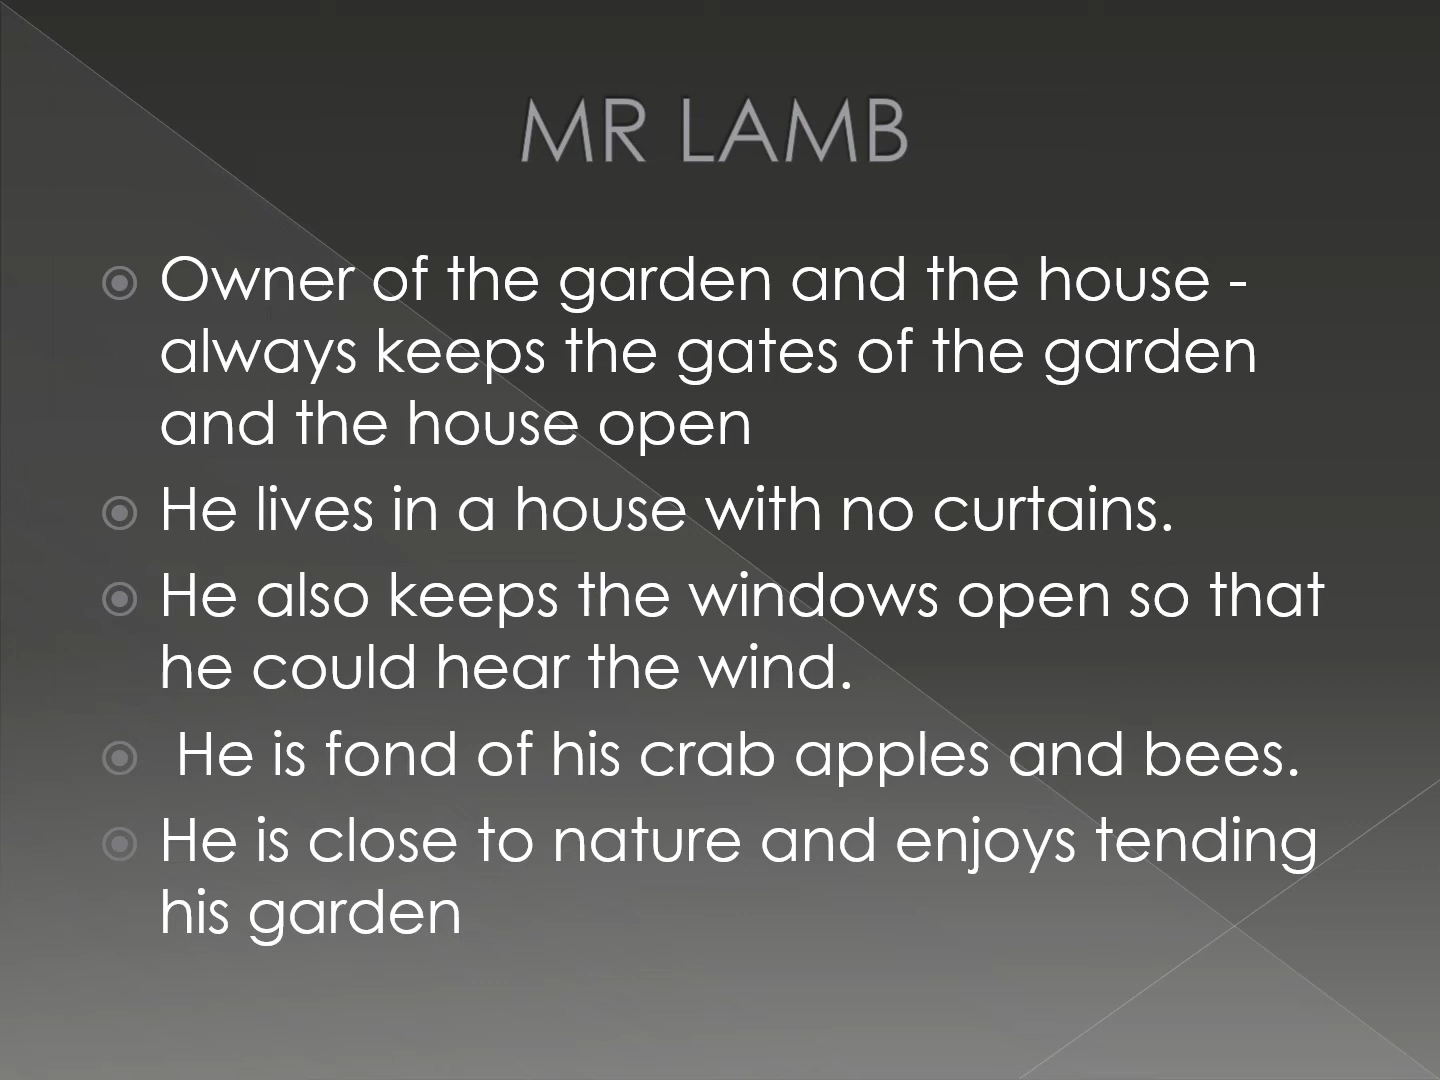 MR LAMB
Owner of the garden and the house -
always keeps the gates of the garden
and the house open
He lives in a house with no curtains.
He also keeps the windows open so that
he could hear the wind.
He is fond of his crab apples and bees.
He is close to nature and enjoys tending
his garden